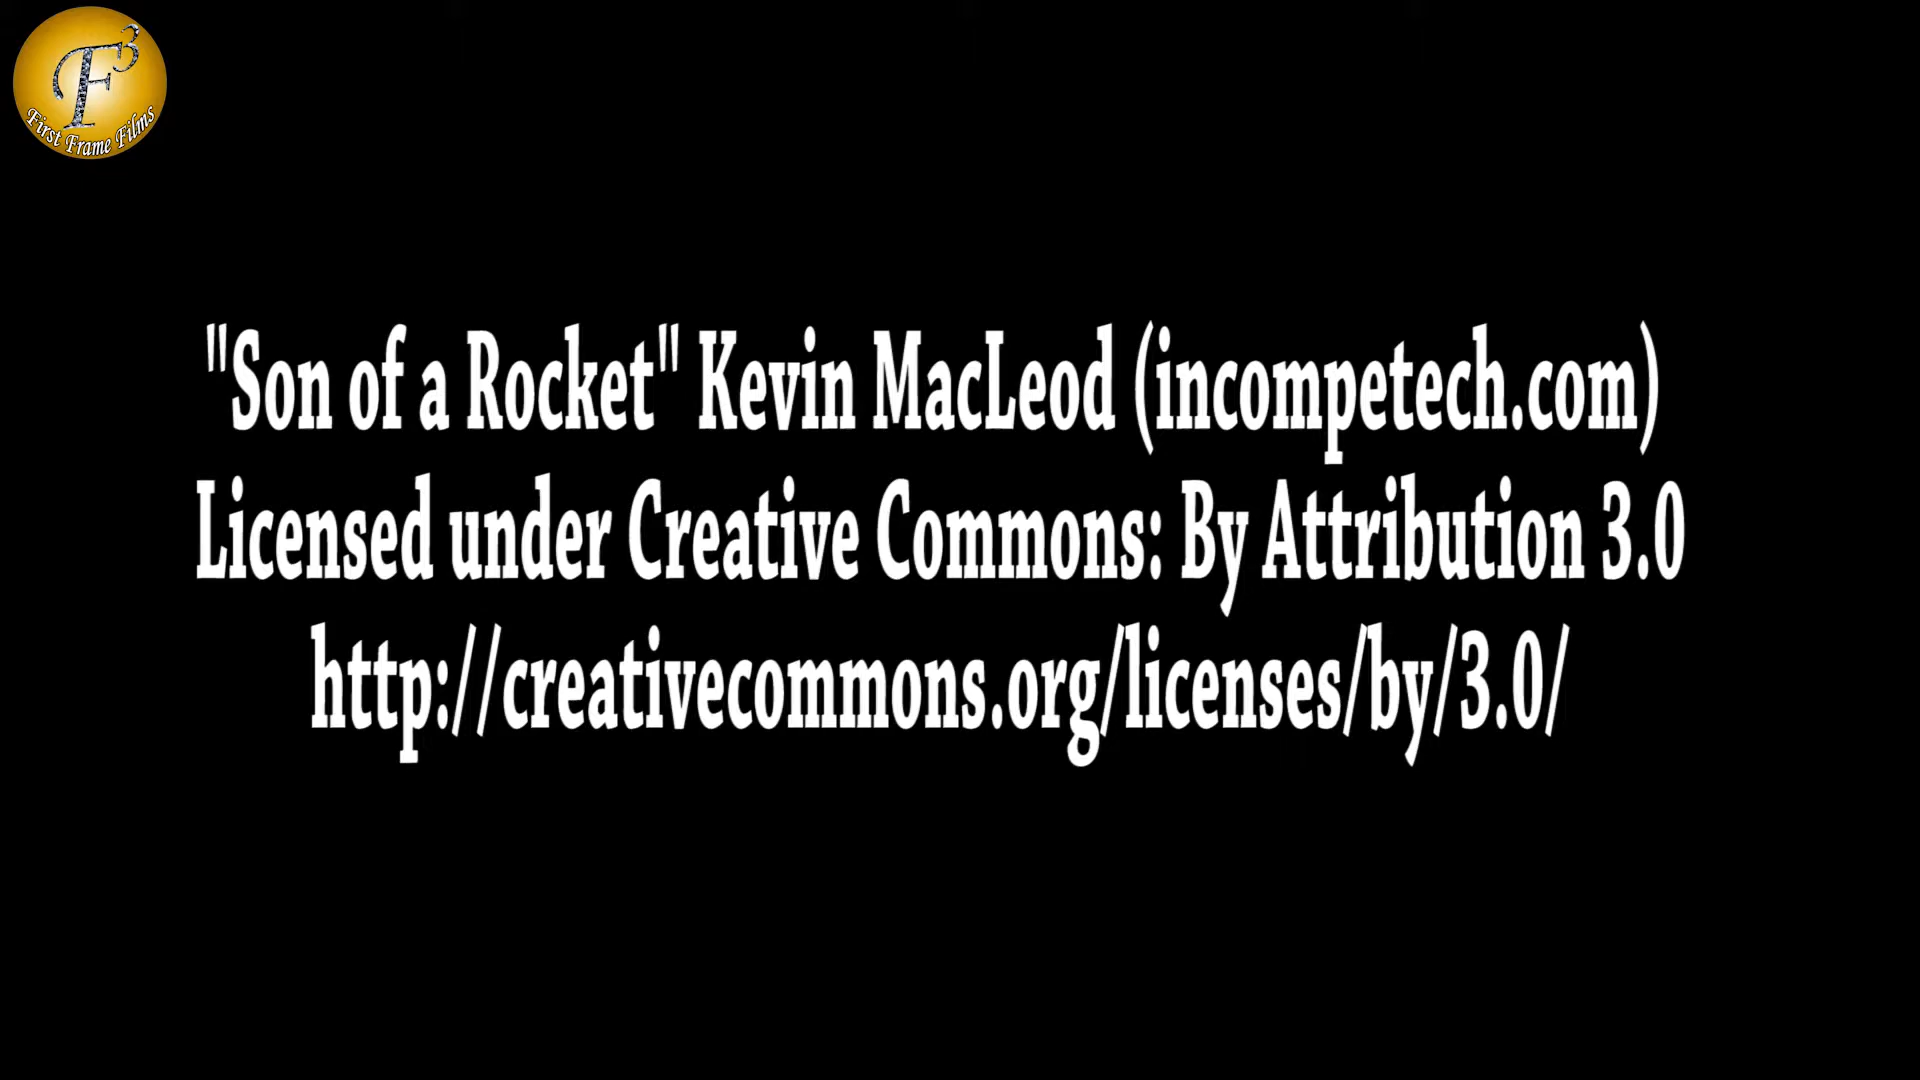 F3
First Frame Films
"Son of a Rocket" Kevin MacLeod (incompetech.com)
Licensed under Creative Commons: By Attribution 3.0
http://creativecommons.org/licenses/by/3.0/